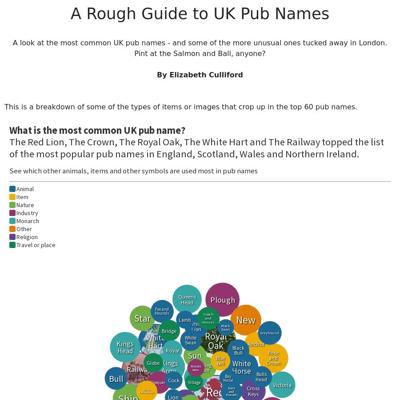 A Rough Guide to UK Pub Names
A look at the most common UK pub names - and some of the more unusual ones tucked away in London.
Pint at the Salmon and Ball, anyone?
By Elizabeth Culliford
This is a breakdown of some of the types of items or images that crop up in the top 60 pub names.
What is the most common UK pub name?
The Red Lion, The Crown, The Royal Oak, The White Hart and The Railway topped the list
of the most popular pub names in England, Scotland, Wales and Northern Ireland.
See which other animals, items and other symbols are used most in pub names
Animal
Item
Nature
Industry
Monarch
Other
Religion
Travel or place
Queens
Head
Plough
Star
New
Bridge
Kings
Head
Royal
Oak
Sun
Globe
Royal
Black
Bull
White
Horse
Bull
Cock
Village
Cross
Keys
Victoria
Ship
Lion
Red